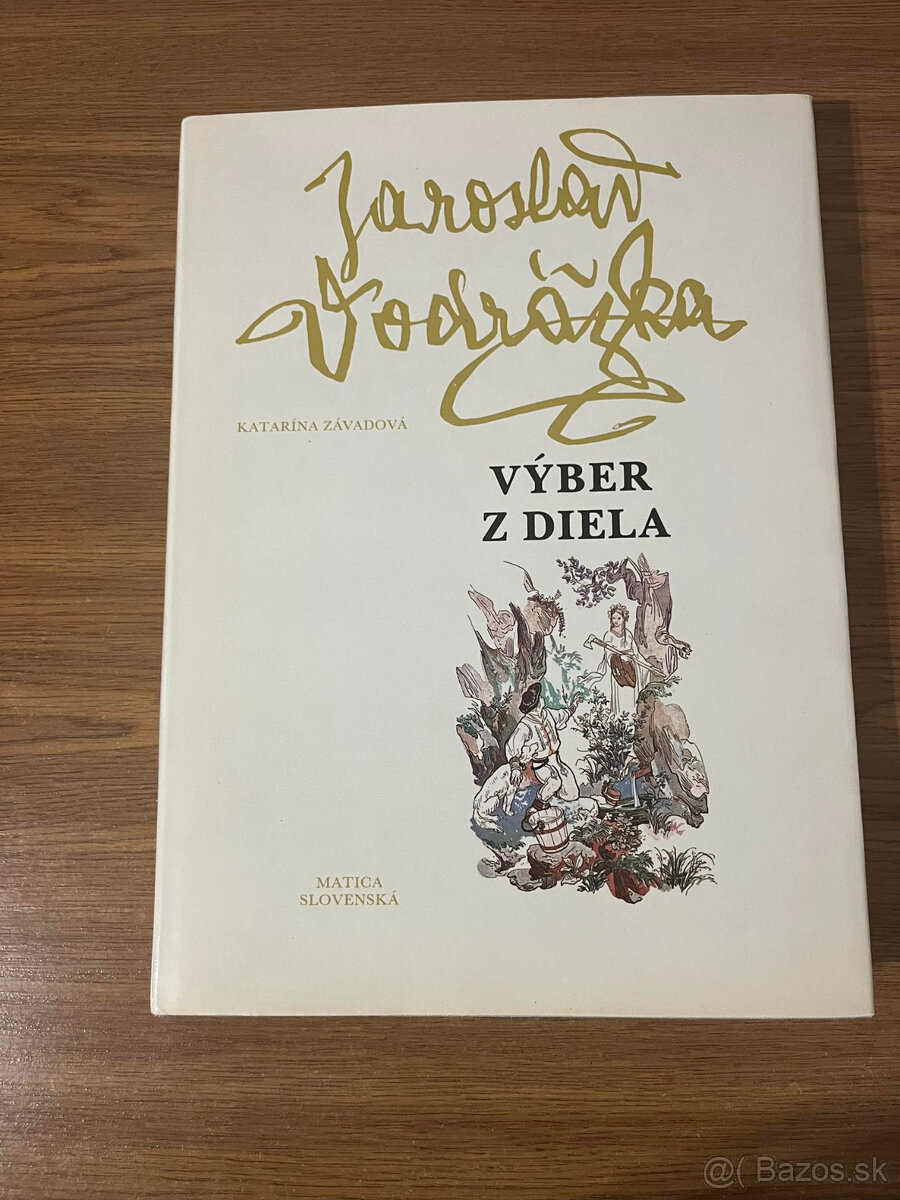 Jaroslav
Vodrážka
KATARÍNA ZÁVADOVÁ
VÝBER
Z DIELA
MATICA
SLOVENSKÁ
@( Bazos.sk